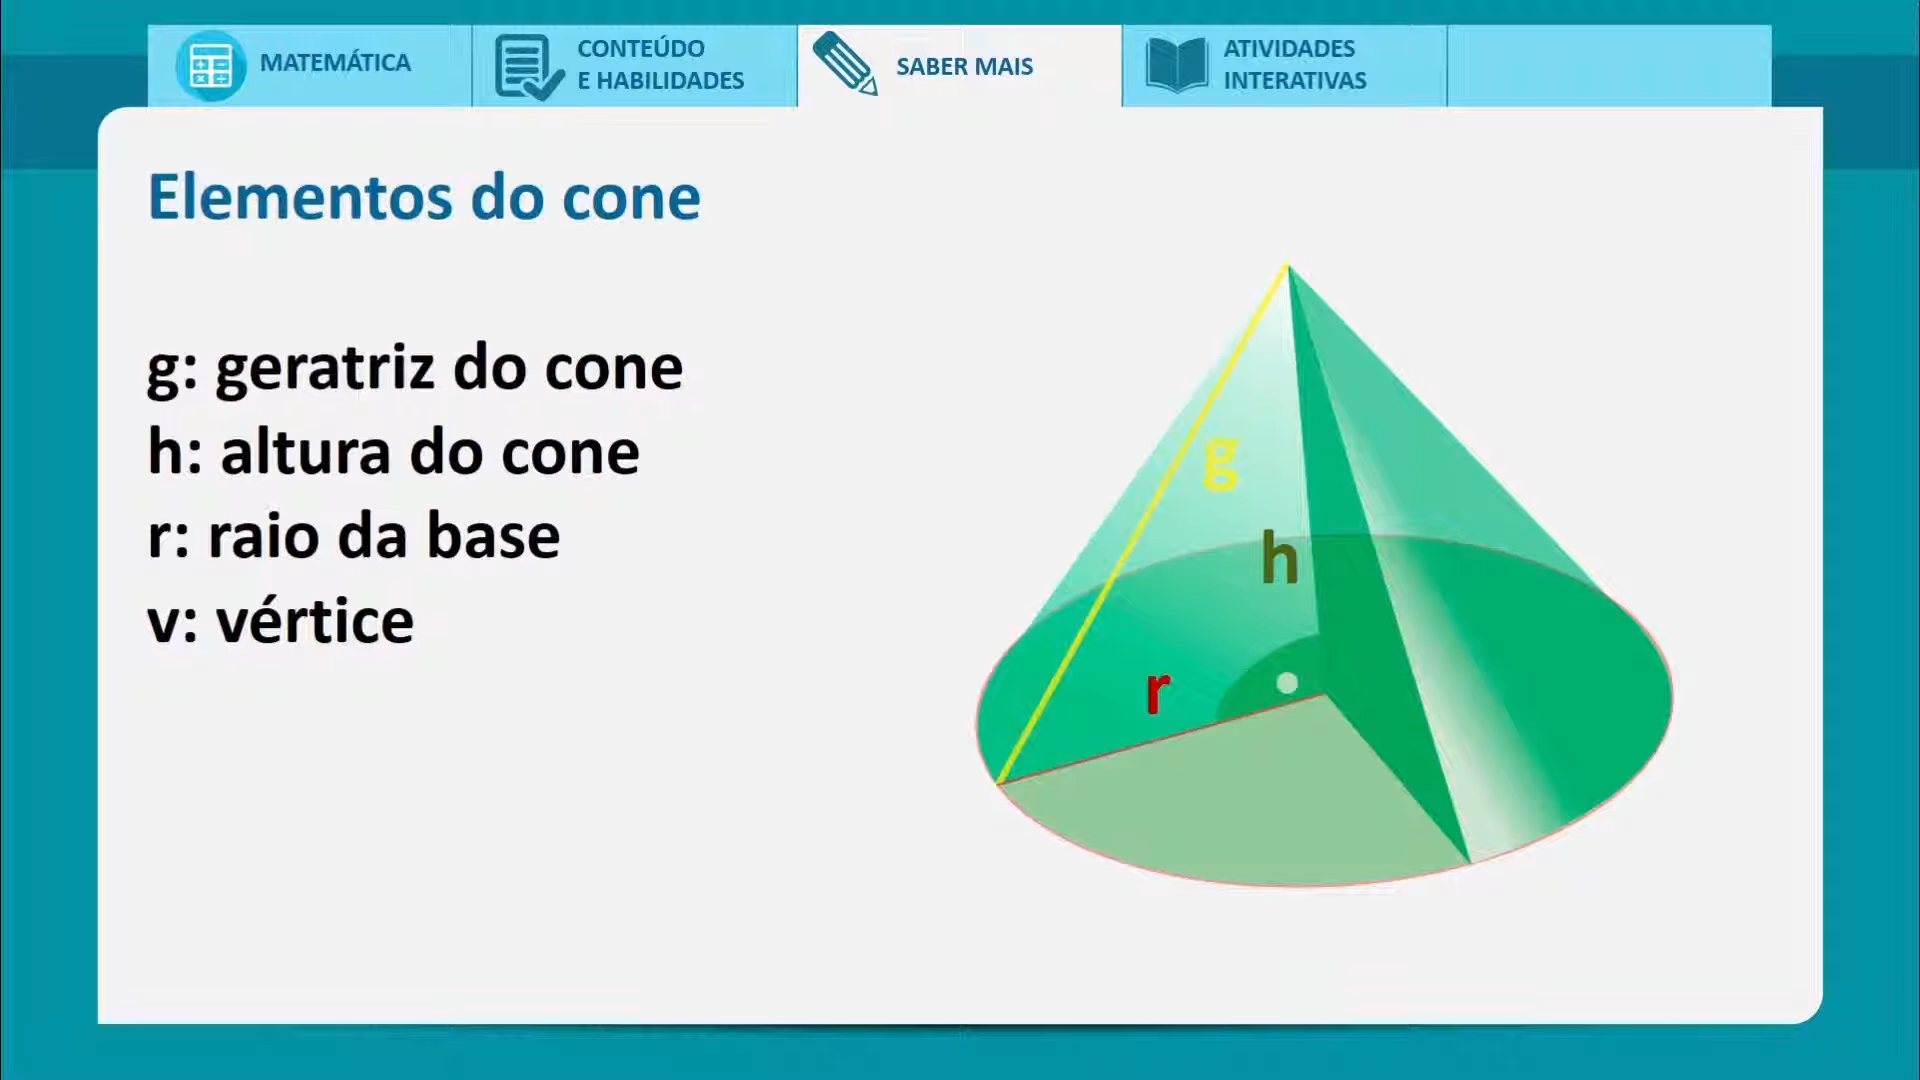 MATEMÁTICA
CONTEÚDO
E HABILIDADES
SABER MAIS
ATIVIDADES
INTERATIVAS
Elementos do cone
g: geratriz do cone
h: altura do cone
r: raio da base
v: vértice
g
h
r